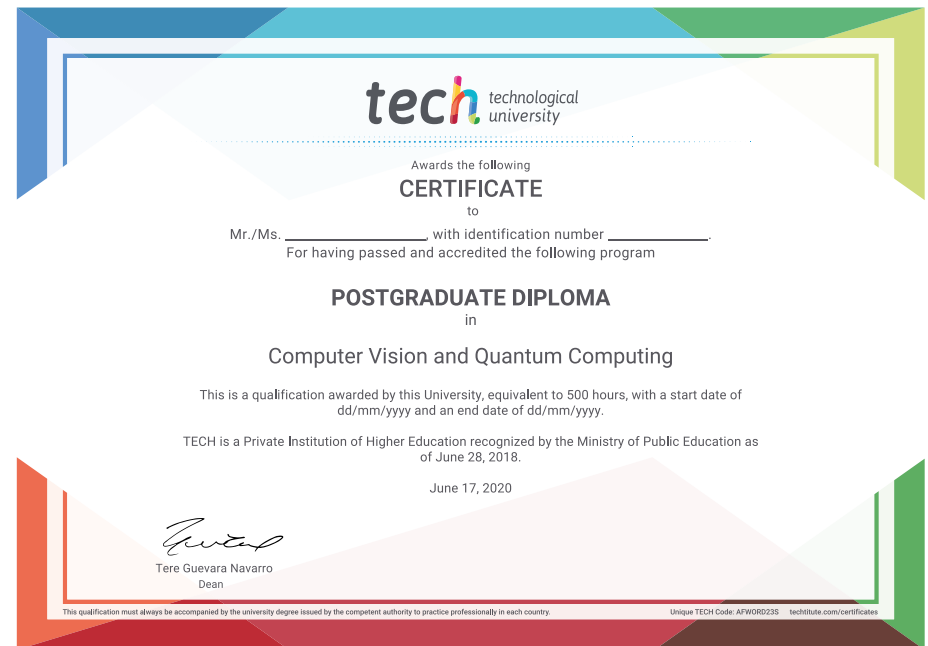 tech technological
university
Awards the following
CERTIFICATE
to
Mr./Ms. ____________________, with identification number ______________.
For having passed and accredited the following program
POSTGRADUATE DIPLOMA
in
Computer Vision and Quantum Computing
This is a qualification awarded by this University, equivalent to 500 hours, with a start date of
dd/mm/yyyy and an end date of dd/mm/yyyy.
TECH is a Private Institution of Higher Education recognized by the Ministry of Public Education as
of June 28, 2018.
June 17, 2020
Tere Guevara Navarro
Dean
This qualification must always be accompanied by the university degree issued by the competent authority to practice professionally in each country. Unique TECH Code: AFWORD23S techtitute.com/certificates